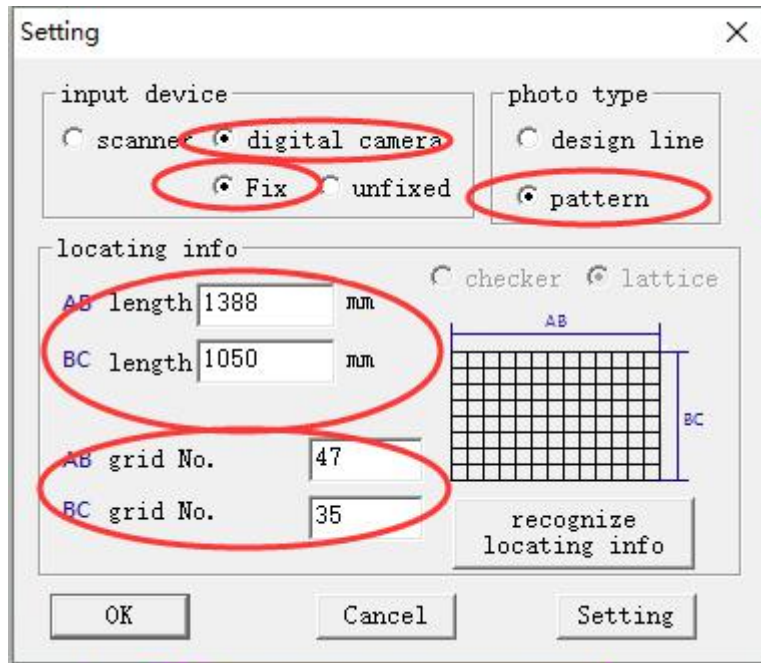 Setting
input device
scanner digital camera
Fix unfixed
photo type
design line
pattern
locating info
AB length 1388 mm
BC length 1050 mm
AB grid No. 47
BC grid No. 35
checker lattice
AB
BC
recognize
locating info
OK Cancel Setting